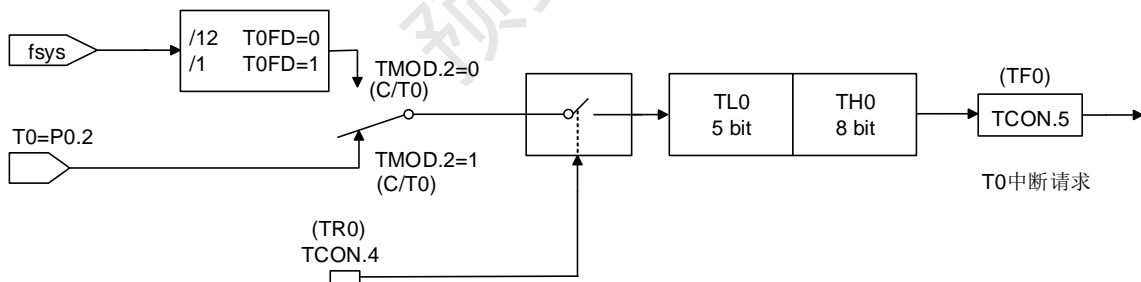 /12 T0FD=0
fsys
/1 T0FD=1
TMOD.2=0
(C/T0)
(TF0)
TL0 TH0
TCON.5
5 bit 8 bit
T0=P0.2
TMOD.2=1
(C/T0)
T0中断请求
(TR0)
TCON.4